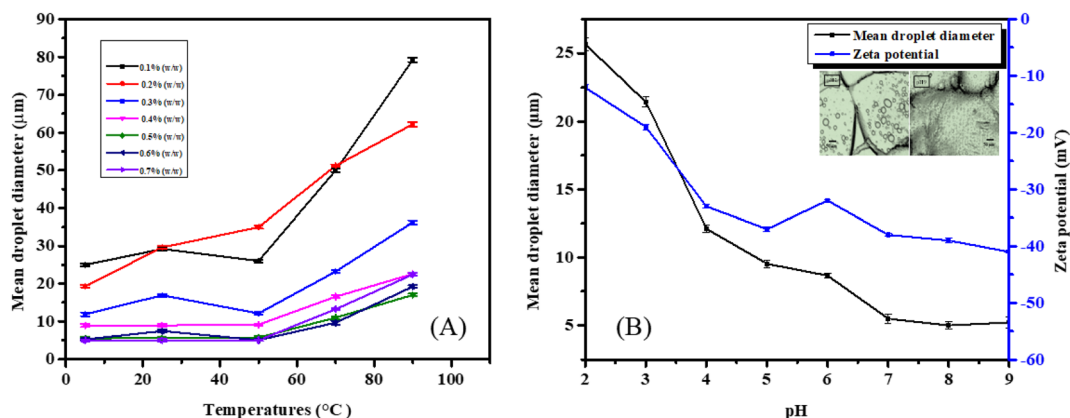 90
80
70
60
50
40
30
20
10
0
Mean droplet diameter (μm)
0.1% (w/w)
0.2% (w/w)
0.3% (w/w)
0.4% (w/w)
0.5% (w/w)
0.6% (w/w)
0.7% (w/w)
(A)
0 20 40 60 80 100
Temperatures (°C )
25
20
15
10
5
Mean droplet diameter (μm)
Mean droplet diameter
Zeta potential
(B)
2 3 4 5 6 7 8 9
pH
0
-10
-20
-30
-40
-50
-60
Zeta potential (mV)